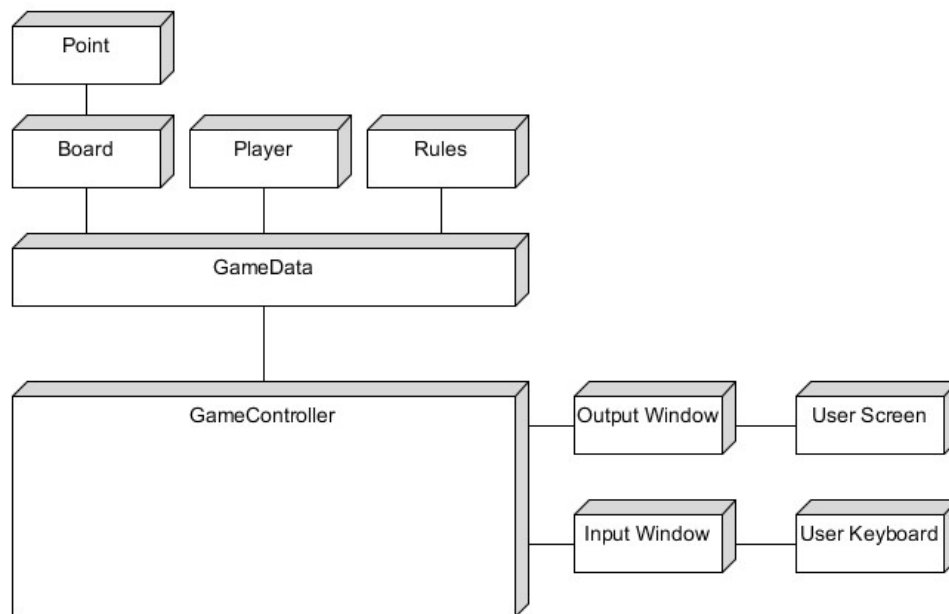 Point
Board
Player
Rules
GameData
GameController
Output Window
User Screen
Input Window
User Keyboard